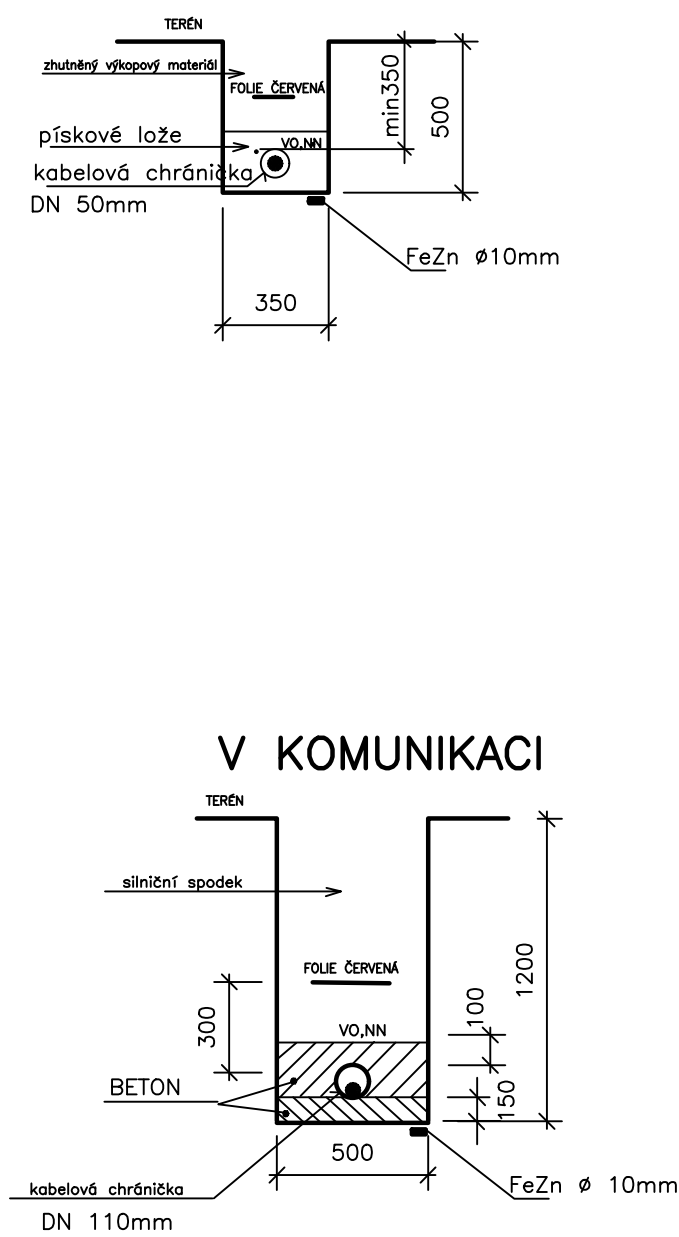 TERÉN
zhutněný výkopový materiál
FOLIE ČERVENÁ
min350
500
pískové lože
VO,NN
kabelová chránička
DN 50mm
FeZn ø10mm
350
V KOMUNIKACI
TERÉN
silniční spodek
1200
FOLIE ČERVENÁ
300
100
VO,NN
BETON
150
500
kabelová chránička
FeZn ø 10mm
DN 110mm